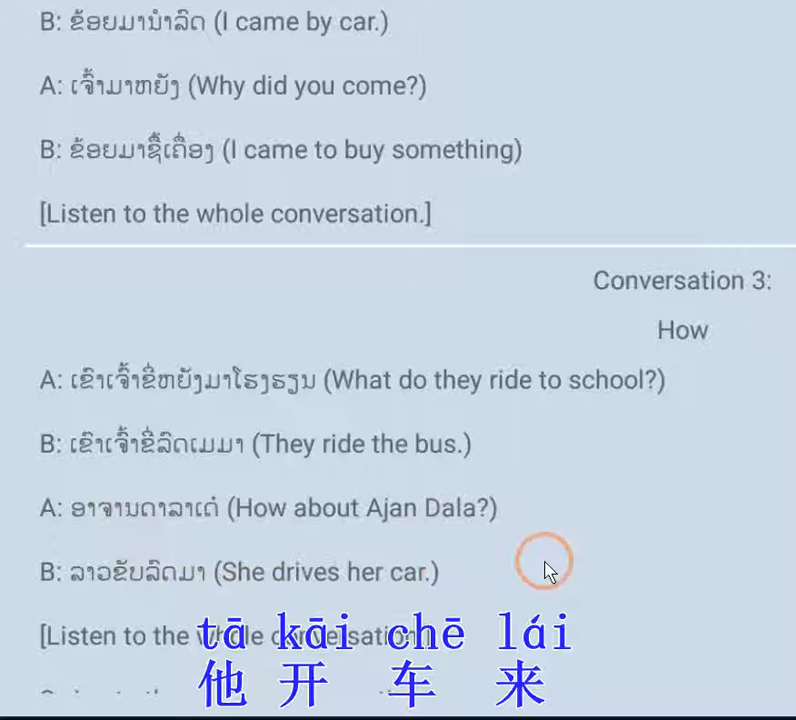 B: ຂ້ອຍມານຳລົດ (I came by car.)
A: ເຈົ້າມາຫຍັງ (Why did you come?)
B: ຂ້ອຍມາຊື້ເຄື່ອງ (I came to buy something)
[Listen to the whole conversation.]
Conversation 3:
How
A: ເຂົາເຈົ້າຂີ່ຫຍັງມາໂຮງຮຽນ (What do they ride to school?)
B: ເຂົາເຈົ້າຂີ່ລົດເມມາ (They ride the bus.)
A: ອາຈານດາລາເດ໋ (How about Ajan Dala?)
B: ລາວຂັບລົດມາ (She drives her car.)
[Listen to the whole conversation.]
tā kāi chē lái
他 开 车 来